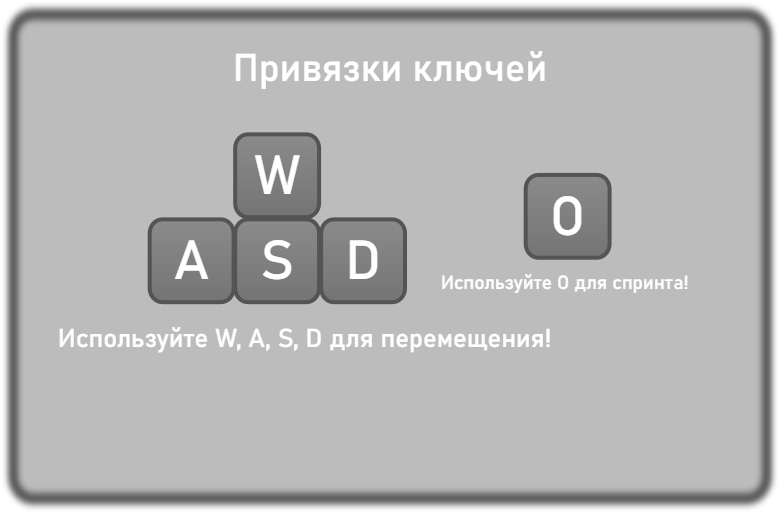 Привязки ключей
W
A S D
O
Используйте O для спринта!
Используйте W, A, S, D для перемещения!